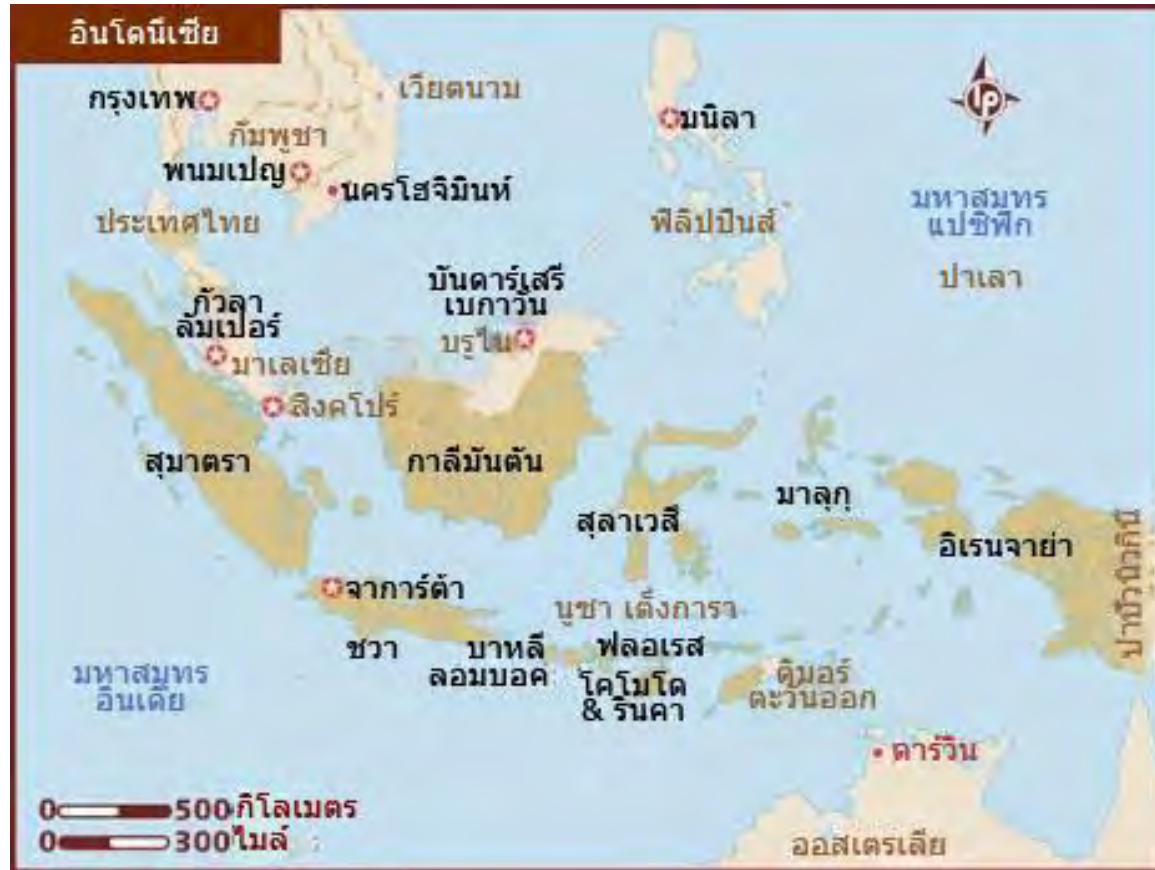 อินโดนีเซีย
กรุงเทพ
เวียดนาม
มนิลา
LP
กัมพูชา
พนมเปญ
นครโฮจิมินห์
ประเทศไทย
ฟิลิปปินส์
มหาสมุทร
แปซิฟิก
ปาเลา
บันดาร์เสรี
เบกาวัน
บรูไน
กัวลา
ลัมเปอร์
มาเลเซีย
สิงคโปร์
สุมาตรา
กาลีมันตัน
สุลาเวสี
มาลุกุ
อิเรนจาย่า
ปาปัวนิวกินี
จาการ์ต้า
นูซา เต็งการา
ชวา
บาหลี
ลอมบอค
ฟลอเรส
โคโมโด
& รินคา
ติมอร์
ตะวันออก
มหาสมุทร
อินเดีย
ดาร์วิน
ออสเตรเลีย
0 500 กิโลเมตร
0 300 ไมล์